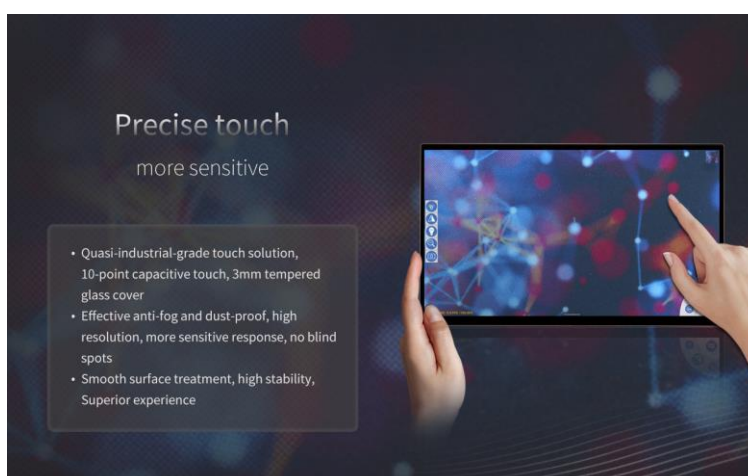 Precise touch
more sensitive
• Quasi-industrial-grade touch solution,
10-point capacitive touch, 3mm tempered
glass cover
• Effective anti-fog and dust-proof, high
resolution, more sensitive response, no blind
spots
• Smooth surface treatment, high stability,
Superior experience